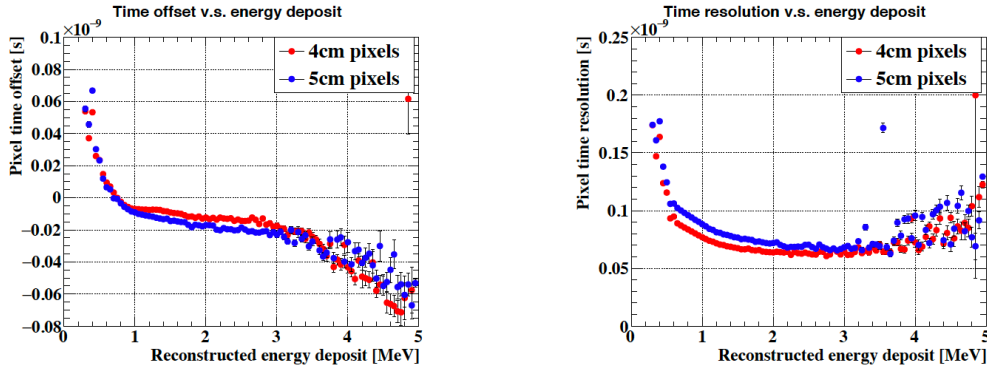 Time offset v.s. energy deposit
×10⁻⁹
Pixel time offset [s]
0.1
0.08
0.06
0.04
0.02
0
−0.02
−0.04
−0.06
−0.08
4cm pixels
5cm pixels
0 1 2 3 4 5
Reconstructed energy deposit [MeV]
Time resolution v.s. energy deposit
×10⁻⁹
Pixel time resolution [s]
0.25
0.2
0.15
0.1
0.05
0
4cm pixels
5cm pixels
0 1 2 3 4 5
Reconstructed energy deposit [MeV]